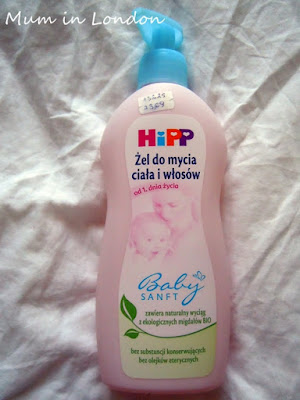 Mum in London
HiPP
Żel do mycia
ciała i włosów
od 1. dnia życia
Baby
SANFT
zawiera naturalny wyciąg
z ekologicznych migdałów BIO
bez substancji konserwujących
bez olejków eterycznych